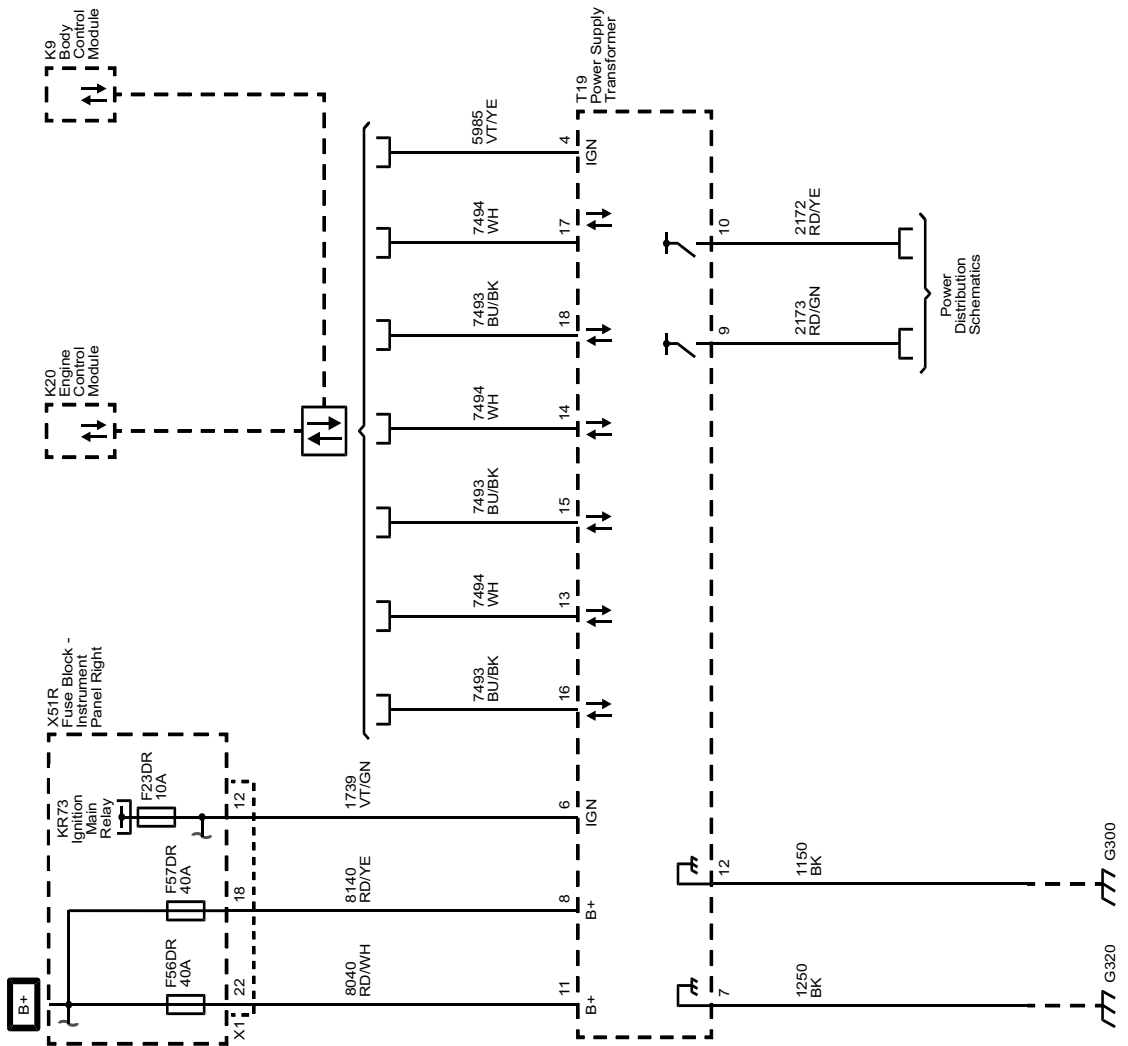 B+
X51R
Fuse Block -
Instrument
Panel Right
KR73
Ignition
Main
Relay
F56DR
40A
F57DR
40A
F23DR
10A
X1
22
18
12
K20
Engine
Control
Module
K9
Body
Control
Module
8040
RD/WH
8140
RD/YE
1739
VT/GN
7493
BU/BK
7494
WH
7493
BU/BK
7494
WH
7493
BU/BK
7494
WH
5985
VT/YE
11
8
6
16
13
15
14
18
17
4
B+
B+
IGN
IGN
T19
Power Supply
Transformer
7
12
9
10
1250
BK
1150
BK
2173
RD/GN
2172
RD/YE
Power
Distribution
Schematics
G320
G300